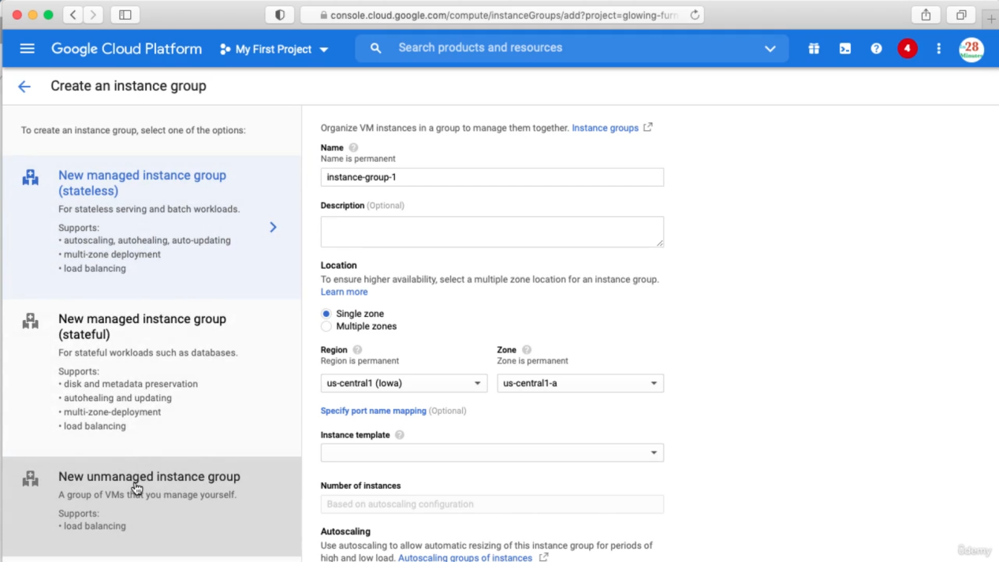 console.cloud.google.com/compute/instanceGroups/add?project=glowing-furn
Google Cloud Platform
My First Project
Search products and resources
?
4
28
Minutes
Create an instance group
To create an instance group, select one of the options:
New managed instance group
(stateless)
For stateless serving and batch workloads.
Supports:
• autoscaling, autohealing, auto-updating
• multi-zone deployment
• load balancing
New managed instance group
(stateful)
For stateful workloads such as databases.
Supports:
• disk and metadata preservation
• autohealing and updating
• multi-zone-deployment
• load balancing
New unmanaged instance group
A group of VMs that you manage yourself.
Supports:
• load balancing
Organize VM instances in a group to manage them together. Instance groups
Name ?
Name is permanent
instance-group-1
Description (Optional)
Location
To ensure higher availability, select a multiple zone location for an instance group.
Learn more
Single zone
Multiple zones
Region ?
Region is permanent
us-central1 (Iowa)
Zone ?
Zone is permanent
us-central1-a
Specify port name mapping (Optional)
Instance template ?
Number of instances
Based on autoscaling configuration
Autoscaling
Use autoscaling to allow automatic resizing of this instance group for periods of
high and low load. Autoscaling groups of instances
ûdemy